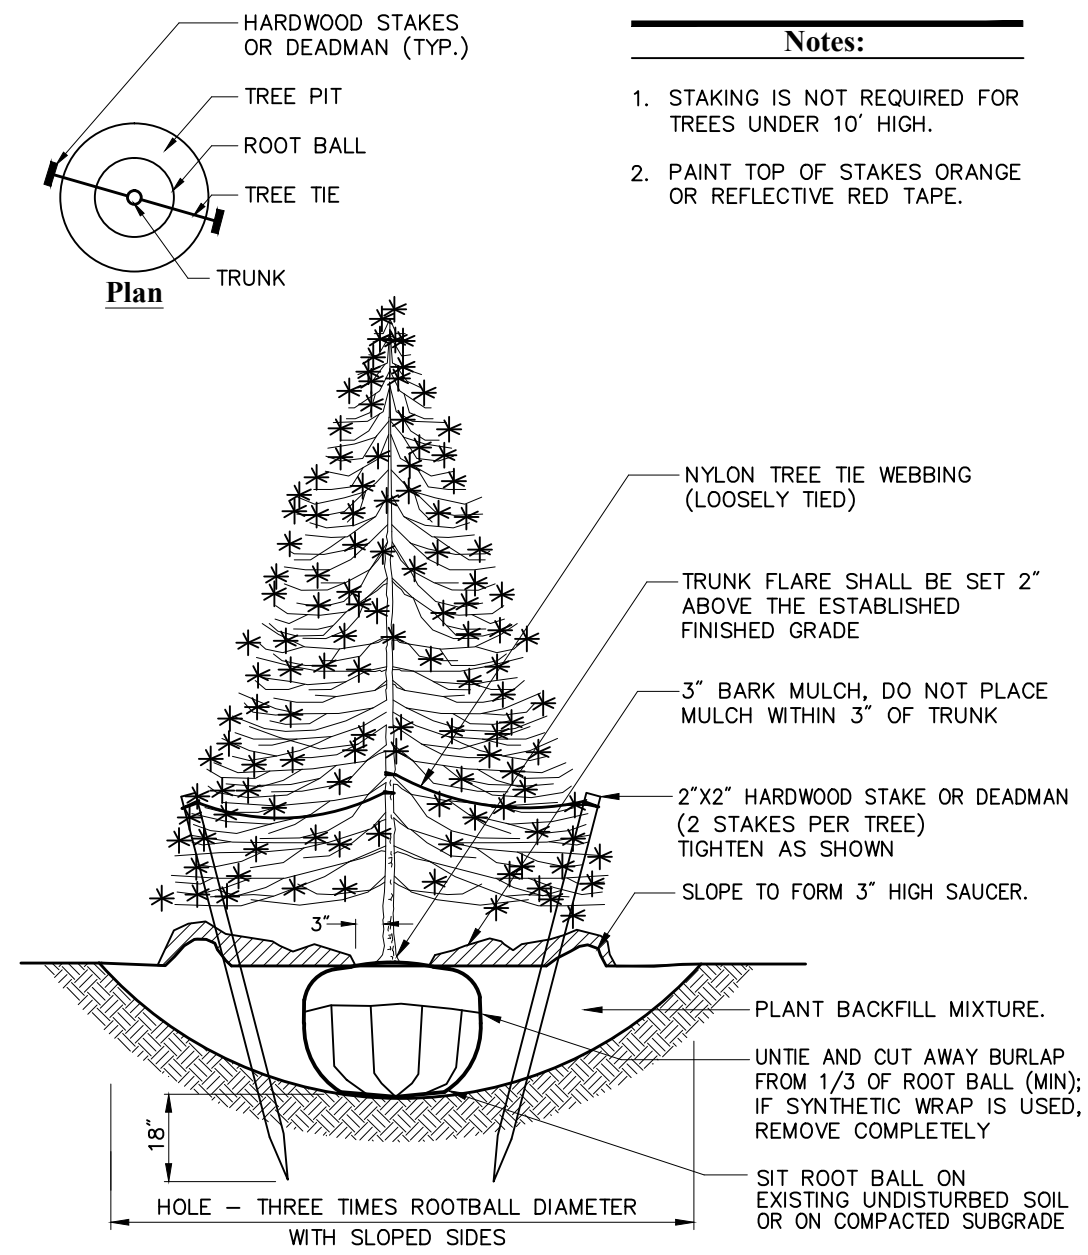 HARDWOOD STAKES
OR DEADMAN (TYP.)
TREE PIT
ROOT BALL
TREE TIE
TRUNK
Plan
Notes:
1. STAKING IS NOT REQUIRED FOR
TREES UNDER 10' HIGH.
2. PAINT TOP OF STAKES ORANGE
OR REFLECTIVE RED TAPE.
NYLON TREE TIE WEBBING
(LOOSELY TIED)
TRUNK FLARE SHALL BE SET 2"
ABOVE THE ESTABLISHED
FINISHED GRADE
3" BARK MULCH, DO NOT PLACE
MULCH WITHIN 3" OF TRUNK
2"X2" HARDWOOD STAKE OR DEADMAN
(2 STAKES PER TREE)
TIGHTEN AS SHOWN
SLOPE TO FORM 3" HIGH SAUCER.
3"
PLANT BACKFILL MIXTURE.
UNTIE AND CUT AWAY BURLAP
FROM 1/3 OF ROOT BALL (MIN);
IF SYNTHETIC WRAP IS USED,
REMOVE COMPLETELY
18"
SIT ROOT BALL ON
EXISTING UNDISTURBED SOIL
OR ON COMPACTED SUBGRADE
HOLE – THREE TIMES ROOTBALL DIAMETER
WITH SLOPED SIDES